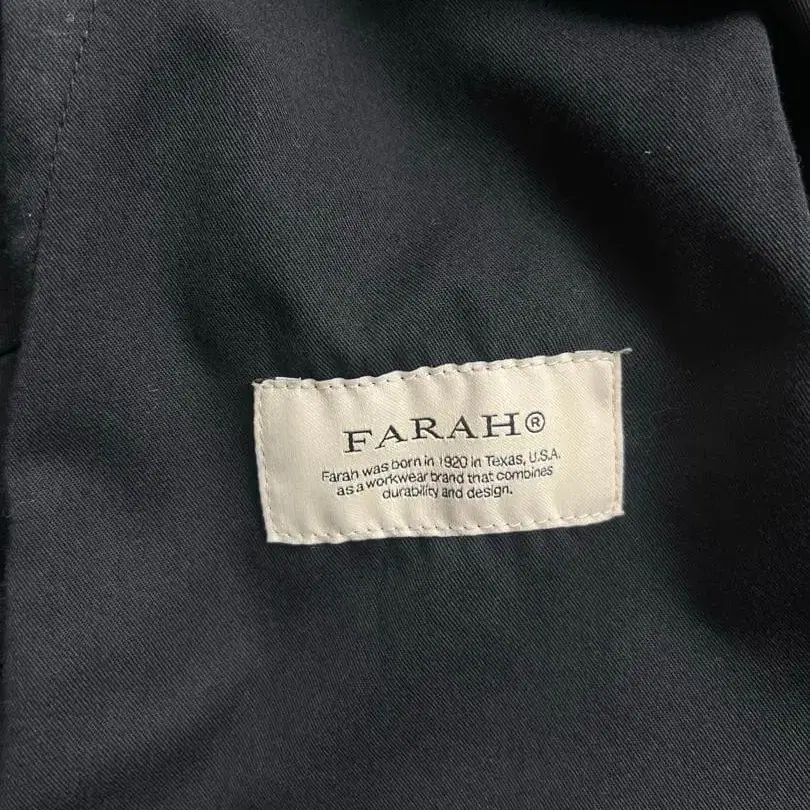 FARAH®
Farah was born in 1920 in Texas, U.S.A.
as a workwear brand that combines
durability and design.